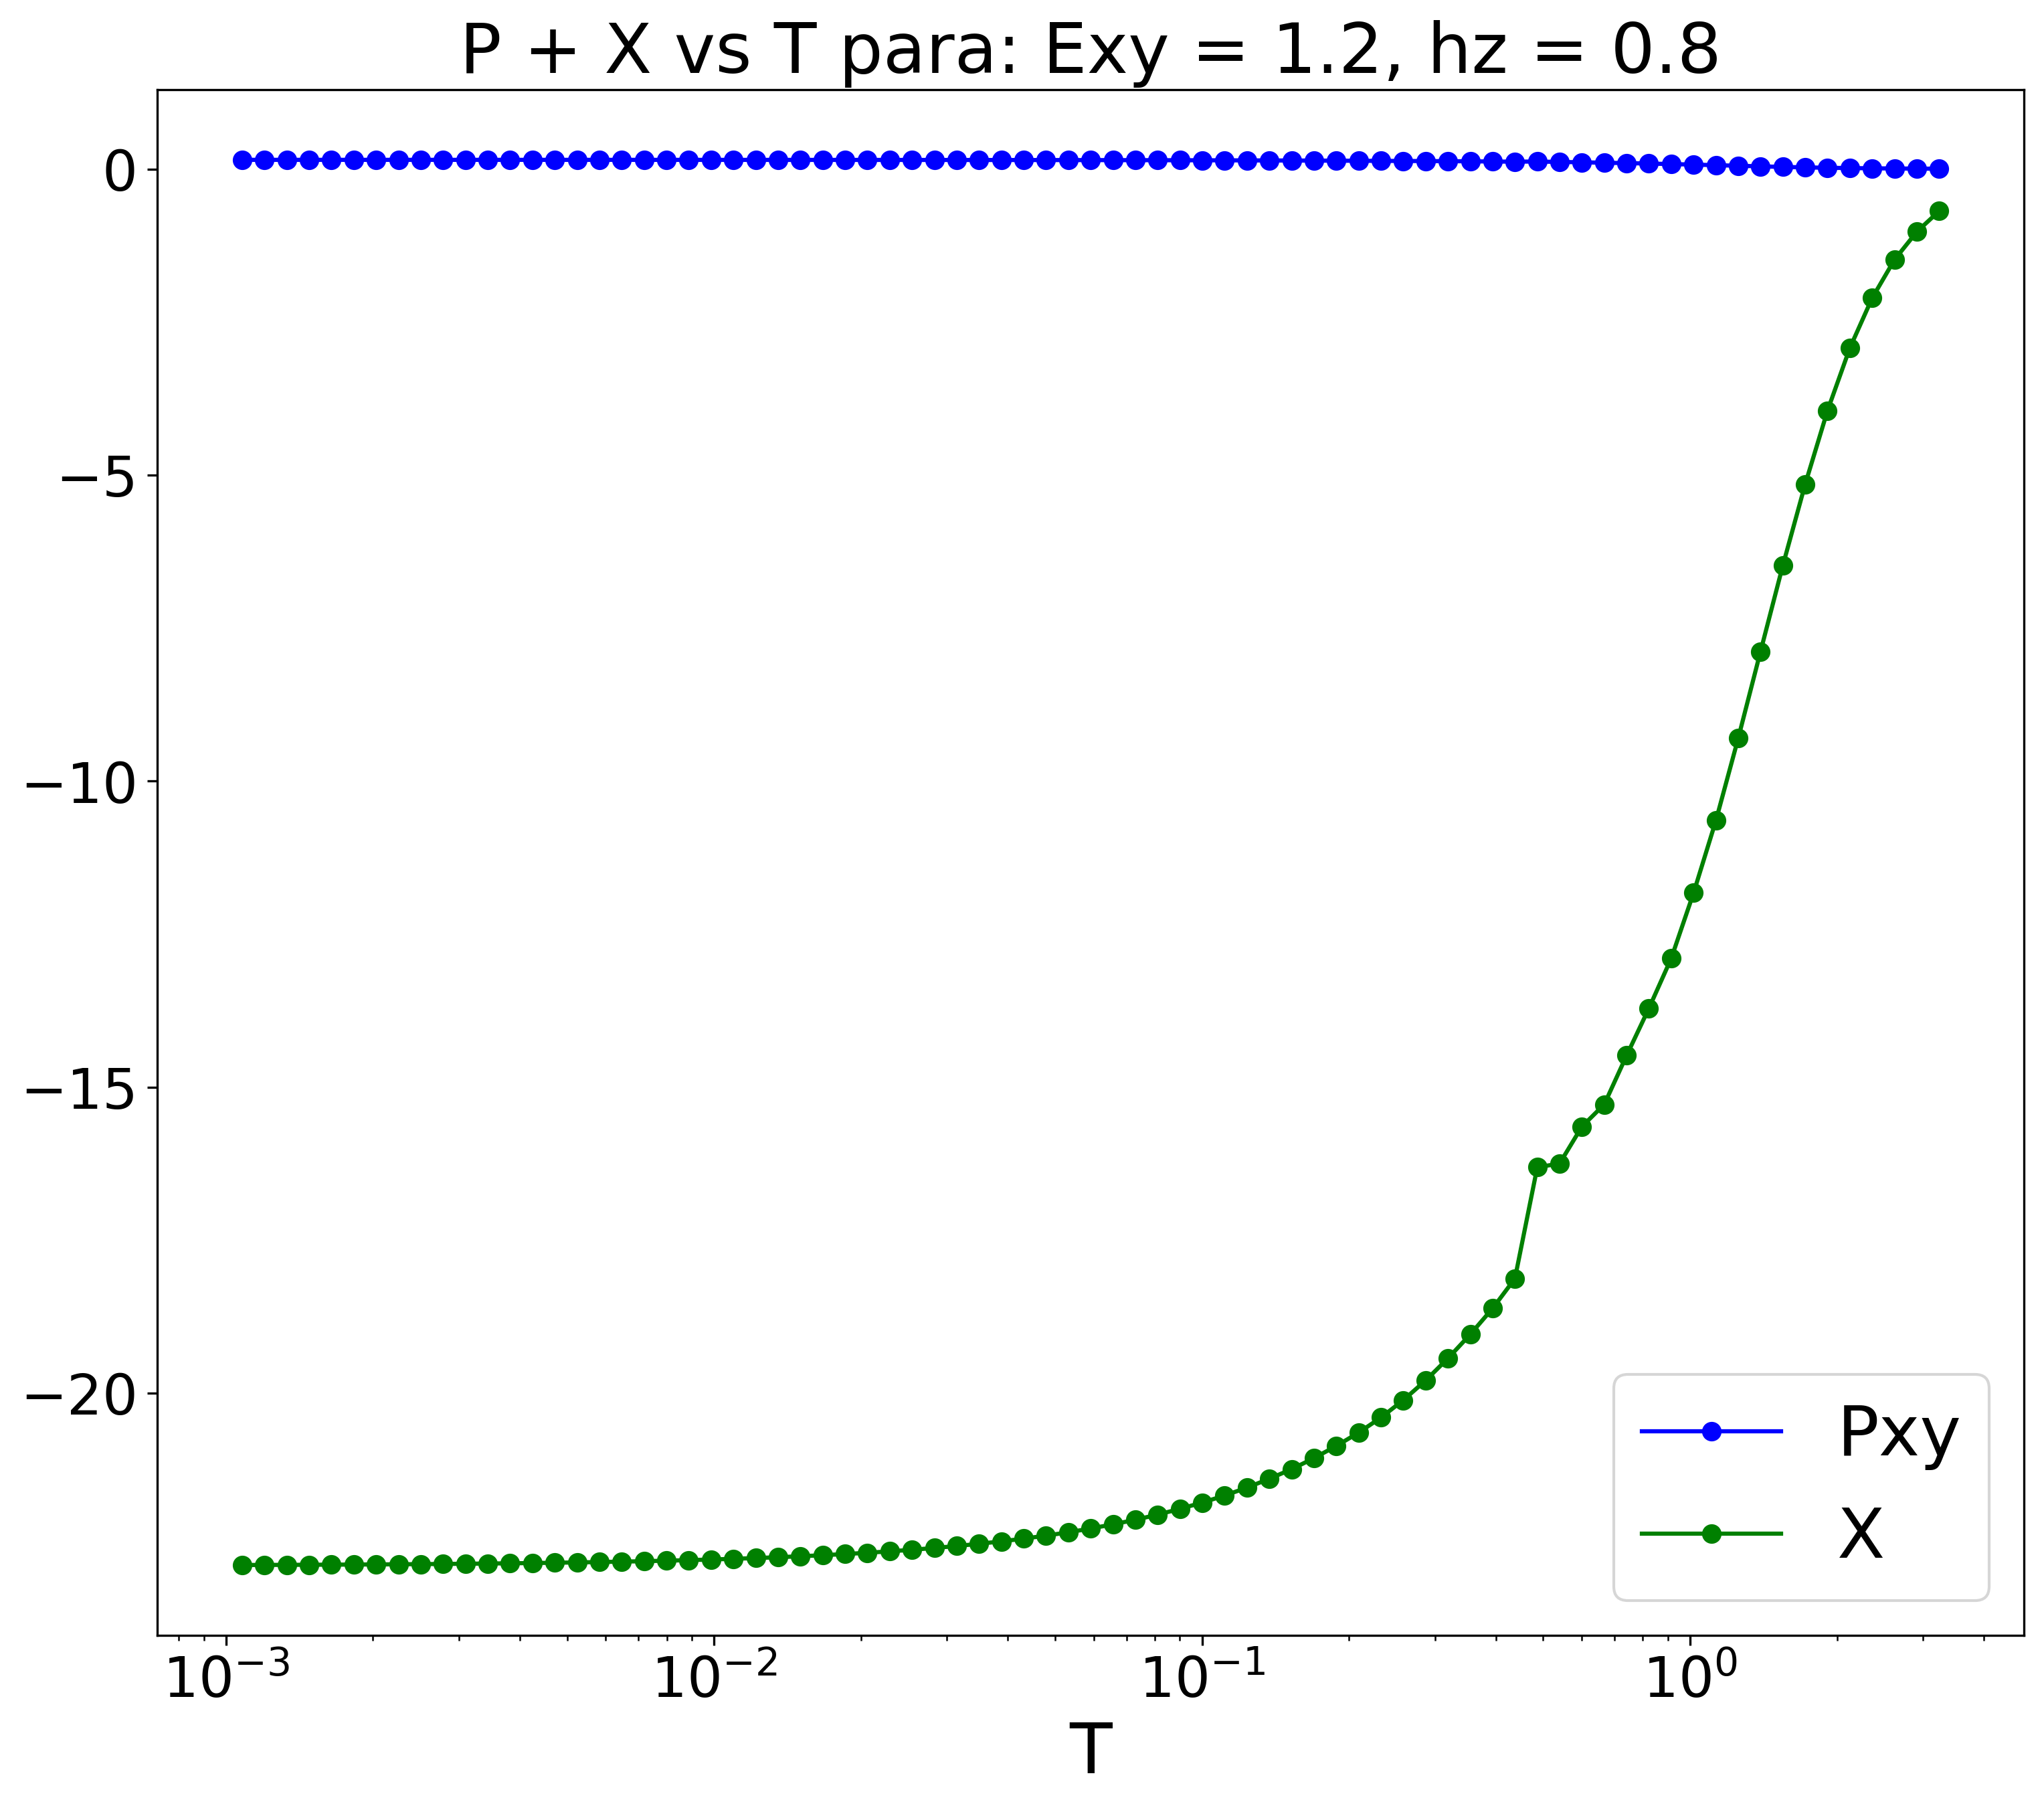 P + X vs T para: Exy = 1.2, hz = 0.8
0
−5
−10
−15
−20
Pxy
X
10⁻³ 10⁻² 10⁻¹ 10⁰
T